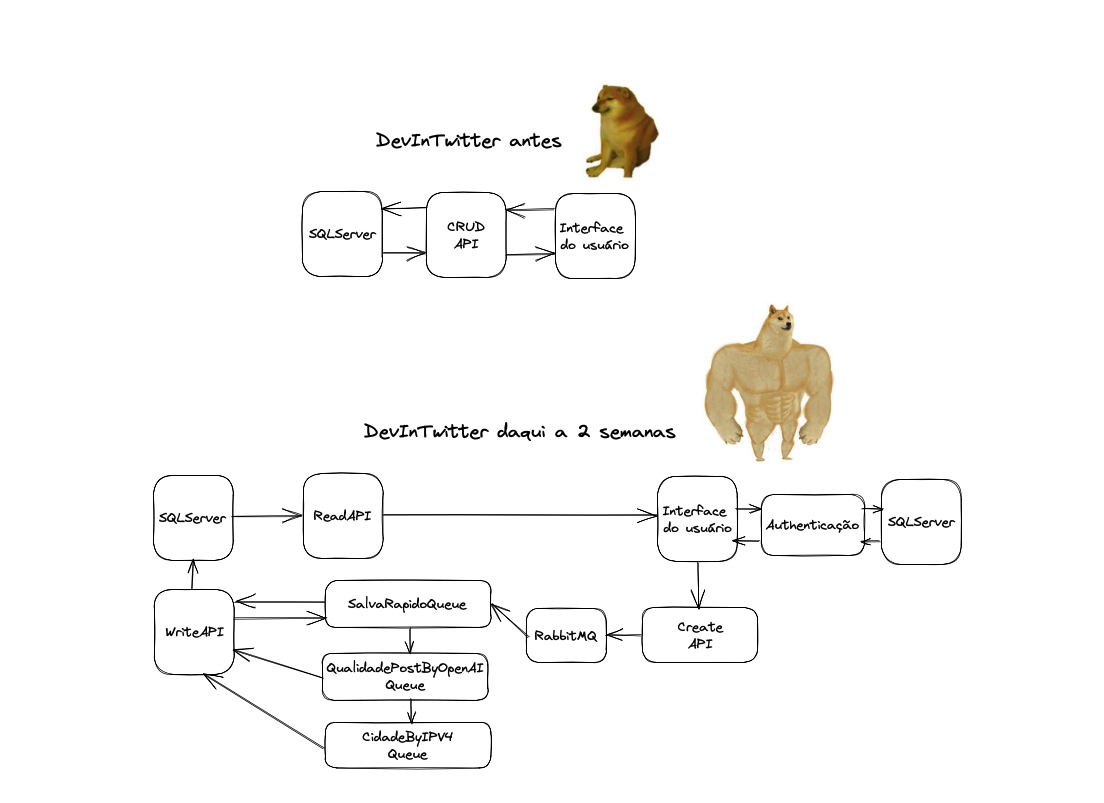 DevInTwitter antes
SQLServer
CRUD
API
Interface
do usuário
DevInTwitter daqui a 2 semanas
SQLServer
ReadAPI
Interface
do usuário
Authenticação
SQLServer
WriteAPI
SalvaRapidoQueue
RabbitMQ
Create
API
QualidadePostByOpenAI
Queue
CidadeByIPV4
Queue